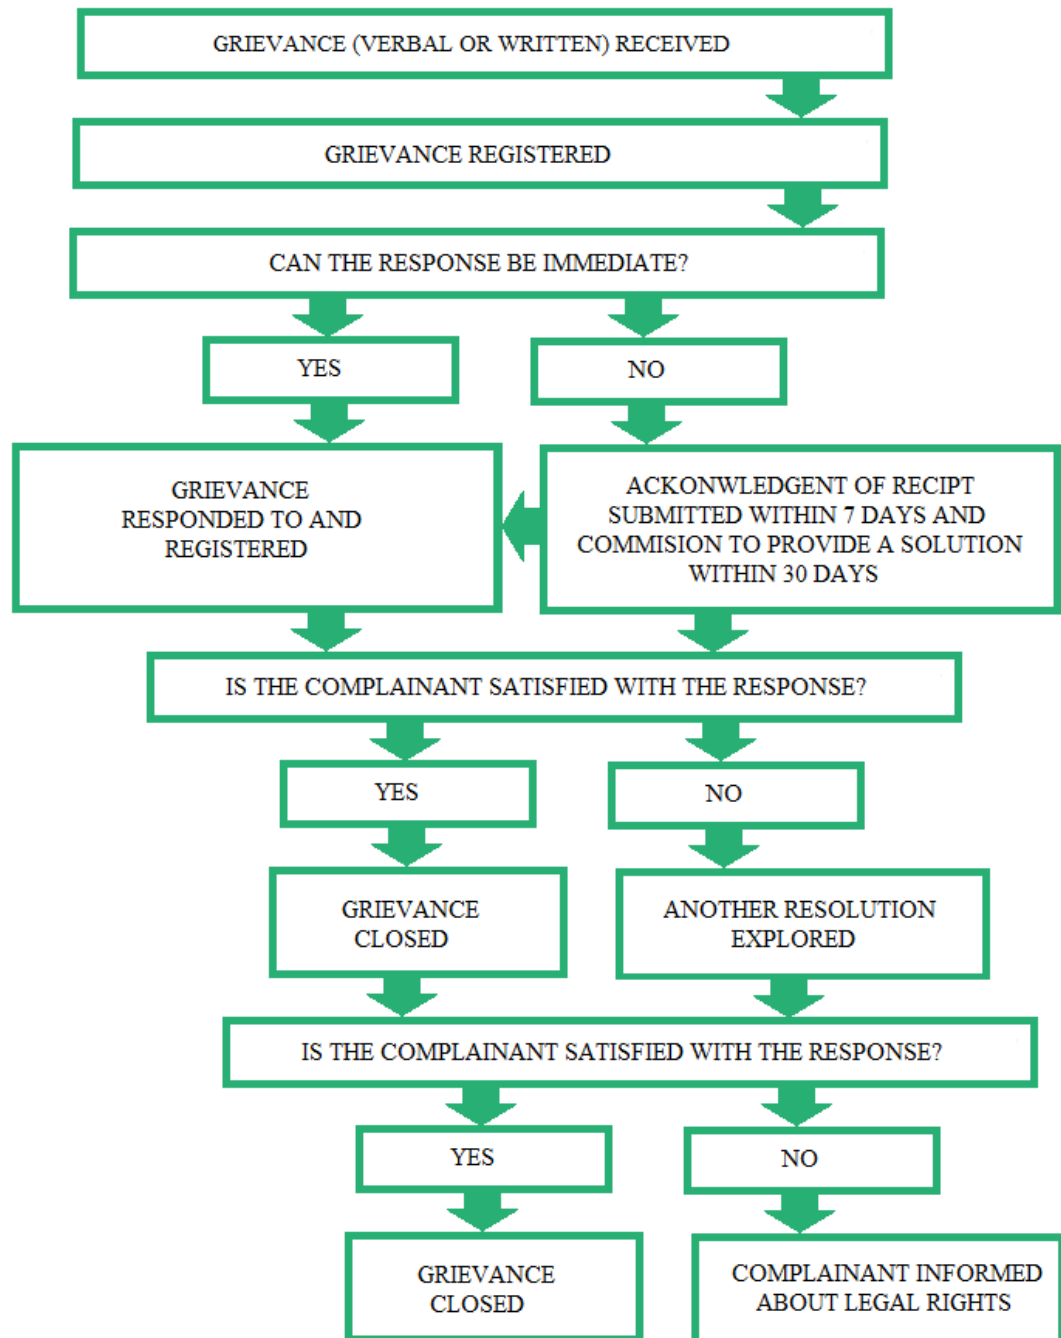 GRIEVANCE (VERBAL OR WRITTEN) RECEIVED
GRIEVANCE REGISTERED
CAN THE RESPONSE BE IMMEDIATE?
YES
NO
GRIEVANCE
RESPONDED TO AND
REGISTERED
ACKONWLEDGENT OF RECIPT
SUBMITTED WITHIN 7 DAYS AND
COMMISION TO PROVIDE A SOLUTION
WITHIN 30 DAYS
IS THE COMPLAINANT SATISFIED WITH THE RESPONSE?
YES
NO
GRIEVANCE
CLOSED
ANOTHER RESOLUTION
EXPLORED
IS THE COMPLAINANT SATISFIED WITH THE RESPONSE?
YES
NO
GRIEVANCE
CLOSED
COMPLAINANT INFORMED
ABOUT LEGAL RIGHTS